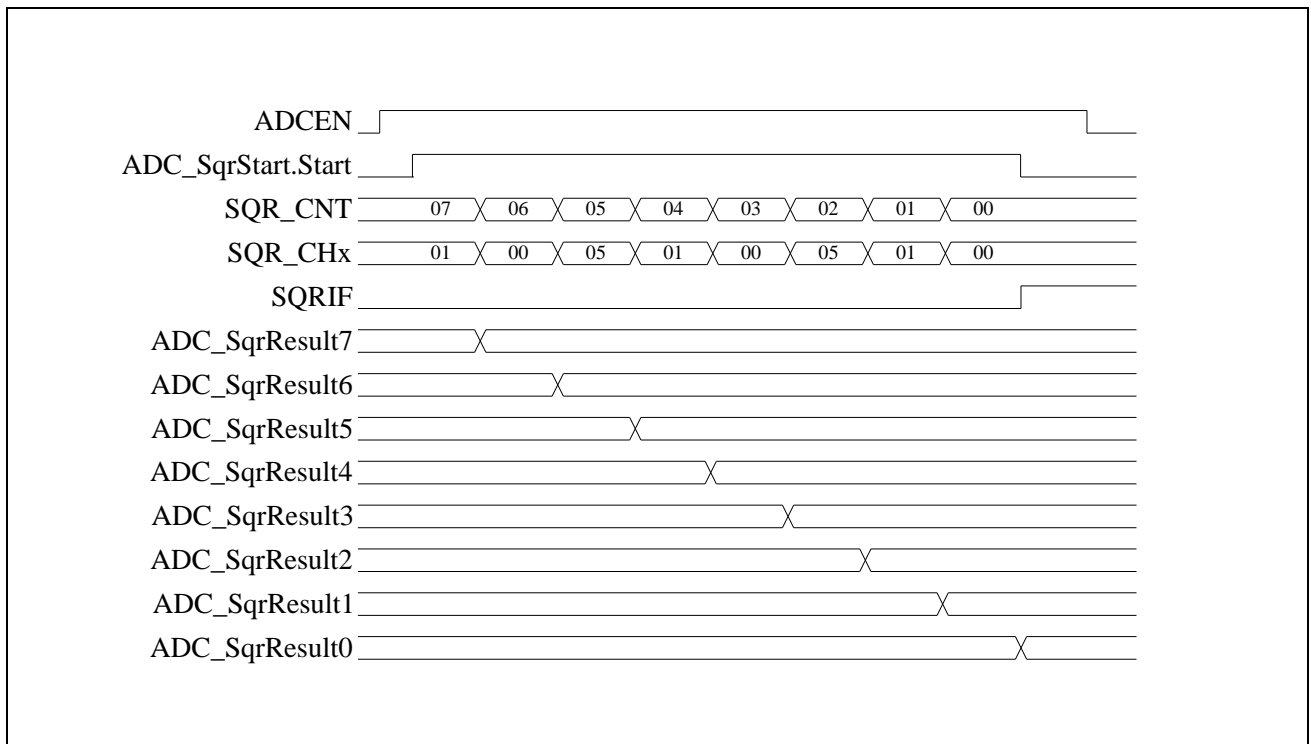 ADCEN
ADC_SqrStart.Start
SQR_CNT 07 06 05 04 03 02 01 00
SQR_CHx 01 00 05 01 00 05 01 00
SQRIF
ADC_SqrResult7
ADC_SqrResult6
ADC_SqrResult5
ADC_SqrResult4
ADC_SqrResult3
ADC_SqrResult2
ADC_SqrResult1
ADC_SqrResult0